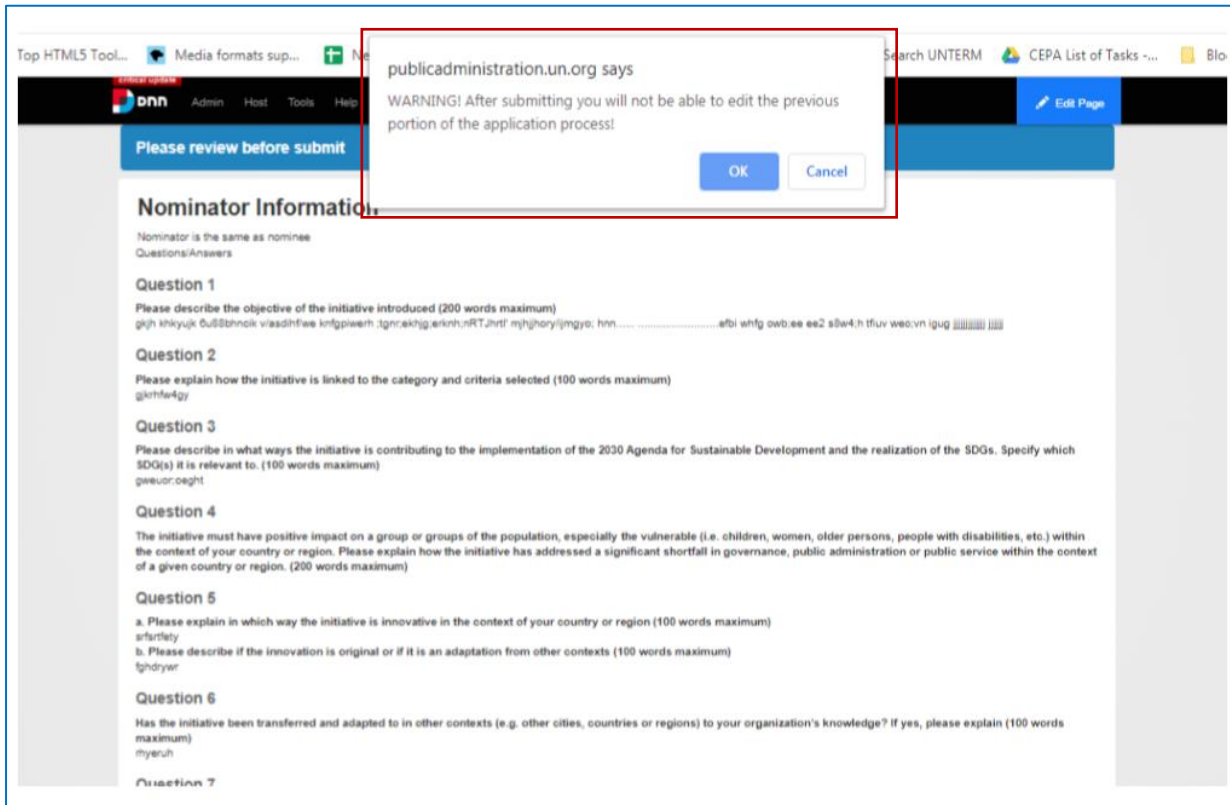 Top HTML5 Tool... Media formats sup... Ne Search UNTERM CEPA List of Tasks -... Blo
critical update
DNN Admin Host Tools Help Edit Page
publicadministration.un.org says
WARNING! After submitting you will not be able to edit the previous
portion of the application process!
OK Cancel
Please review before submit
Nominator Information
Nominator is the same as nominee
Questions/Answers
Question 1
Please describe the objective of the initiative introduced (200 words maximum)
gkjh khkyujk
Question 2
Please explain how the initiative is linked to the category and criteria selected (100 words maximum)
gjkrhfw4gy
Question 3
Please describe in what ways the initiative is contributing to the implementation of the 2030 Agenda for Sustainable Development and the realization of the SDGs. Specify which
SDG(s) it is relevant to. (100 words maximum)
gweuor;oeght
Question 4
The initiative must have positive impact on a group or groups of the population, especially the vulnerable (i.e. children, women, older persons, people with disabilities, etc.) within
the context of your country or region. Please explain how the initiative has addressed a significant shortfall in governance, public administration or public service within the context
of a given country or region. (200 words maximum)
Question 5
a. Please explain in which way the initiative is innovative in the context of your country or region (100 words maximum)
srfsrtfety
b. Please describe if the innovation is original or if it is an adaptation from other contexts (100 words maximum)
fghdrywr
Question 6
Has the initiative been transferred and adapted to in other contexts (e.g. other cities, countries or regions) to your organization's knowledge? If yes, please explain (100 words
maximum)
rhyeruh
Question 7